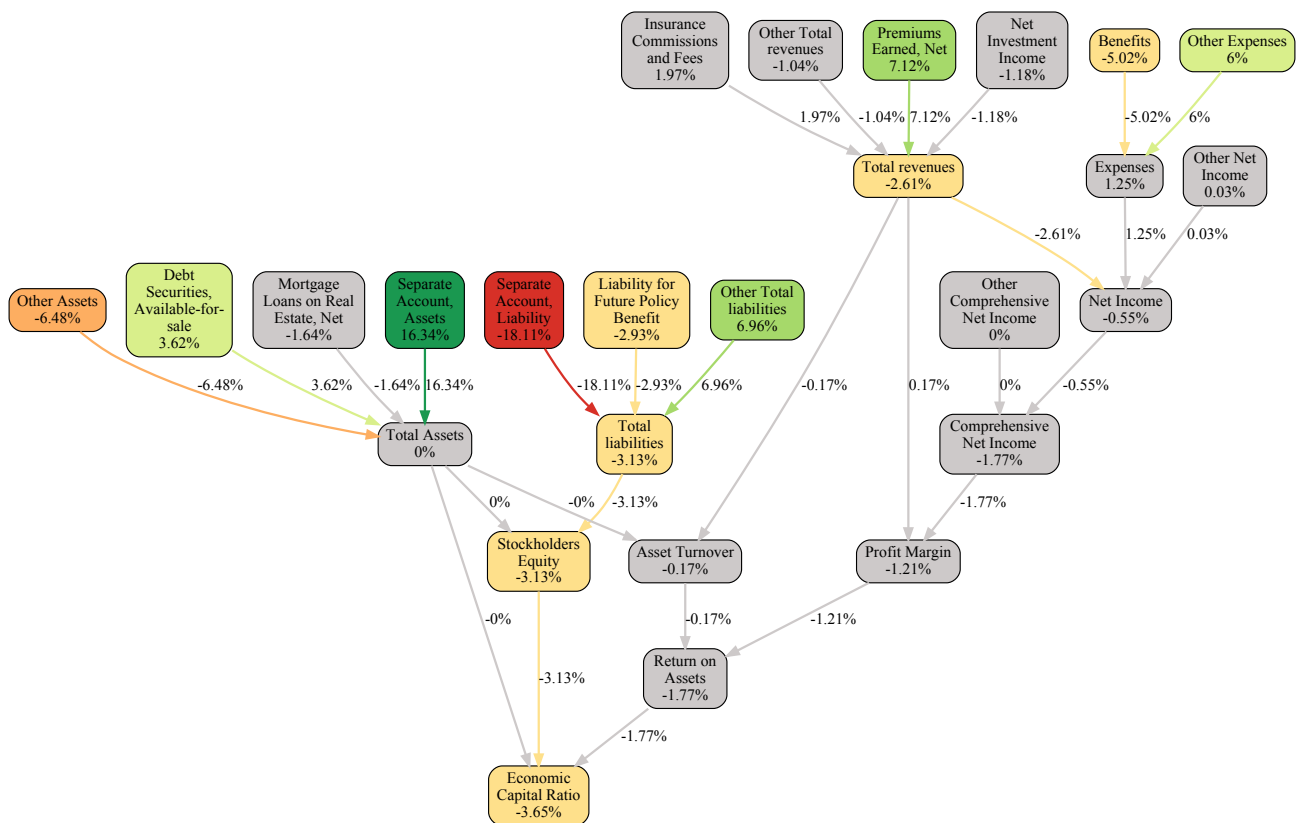 Insurance
Commissions
and Fees
1.97%
Other Total
revenues
-1.04%
Premiums
Earned, Net
7.12%
Net
Investment
Income
-1.18%
Benefits
-5.02%
Other Expenses
6%
1.97%
-1.04%
7.12%
-1.18%
-5.02%
6%
Total revenues
-2.61%
Expenses
1.25%
Other Net
Income
0.03%
-2.61%
1.25%
0.03%
Other Assets
-6.48%
Debt
Securities,
Available-for-
sale
3.62%
Mortgage
Loans on Real
Estate, Net
-1.64%
Separate
Account,
Assets
16.34%
Separate
Account,
Liability
-18.11%
Liability for
Future Policy
Benefit
-2.93%
Other Total
liabilities
6.96%
Other
Comprehensive
Net Income
0%
Net Income
-0.55%
-6.48%
3.62%
-1.64%
16.34%
-18.11%
-2.93%
6.96%
-0.17%
0.17%
0%
-0.55%
Total Assets
0%
Total
liabilities
-3.13%
Comprehensive
Net Income
-1.77%
0%
-0%
-3.13%
-1.77%
Stockholders
Equity
-3.13%
Asset Turnover
-0.17%
Profit Margin
-1.21%
-0%
-0.17%
-1.21%
-3.13%
Return on
Assets
-1.77%
-1.77%
Economic
Capital Ratio
-3.65%